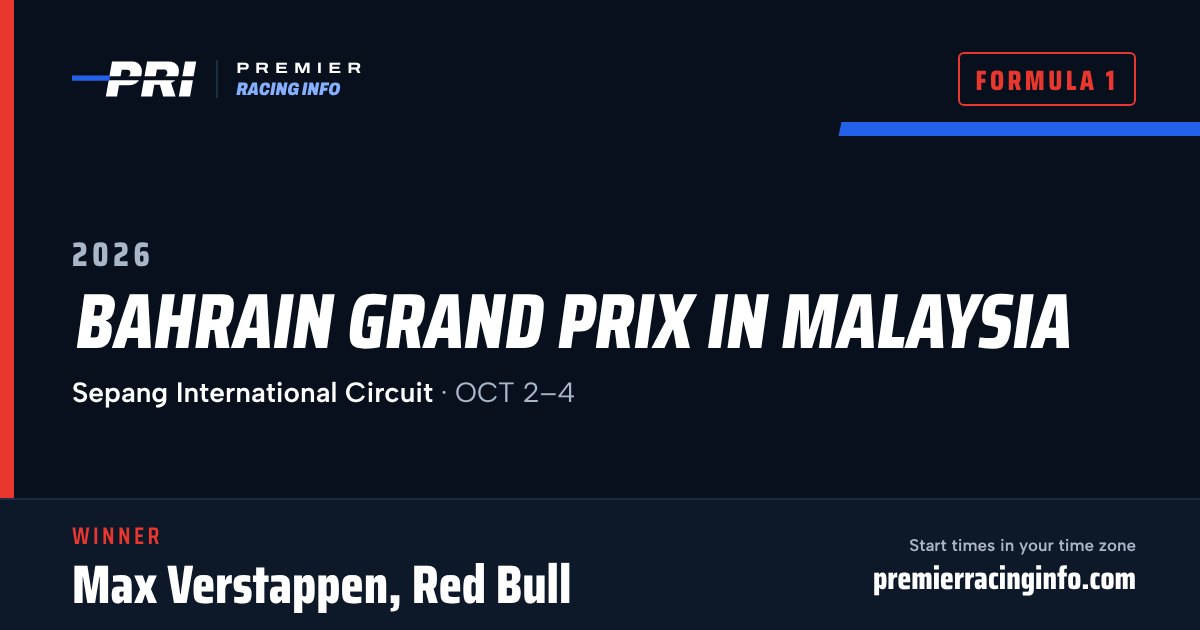 PRI
PREMIER
RACING INFO
FORMULA 1
2026
BAHRAIN GRAND PRIX IN MALAYSIA
Sepang International Circuit · OCT 2–4
WINNER
Max Verstappen, Red Bull
Start times in your time zone
premierracinginfo.com